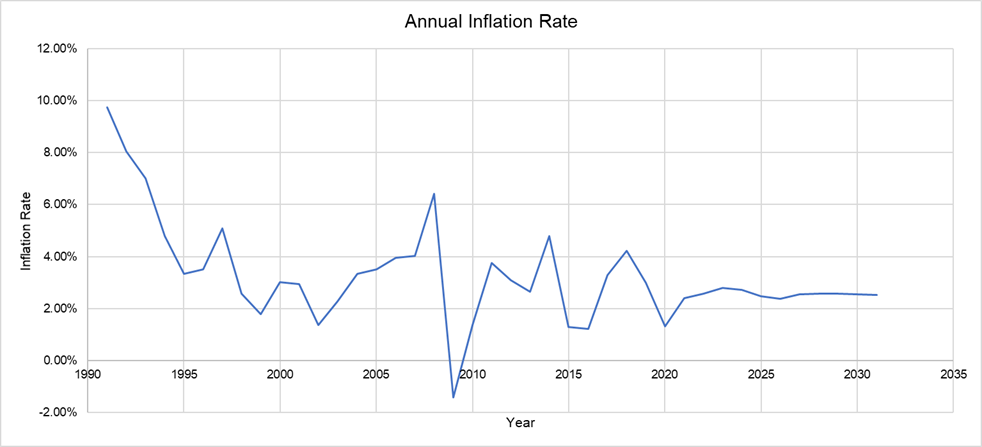 Annual Inflation Rate
12.00%
10.00%
8.00%
6.00%
4.00%
2.00%
0.00%
-2.00%
1990 1995 2000 2005 2010 2015 2020 2025 2030 2035
Inflation Rate
Year